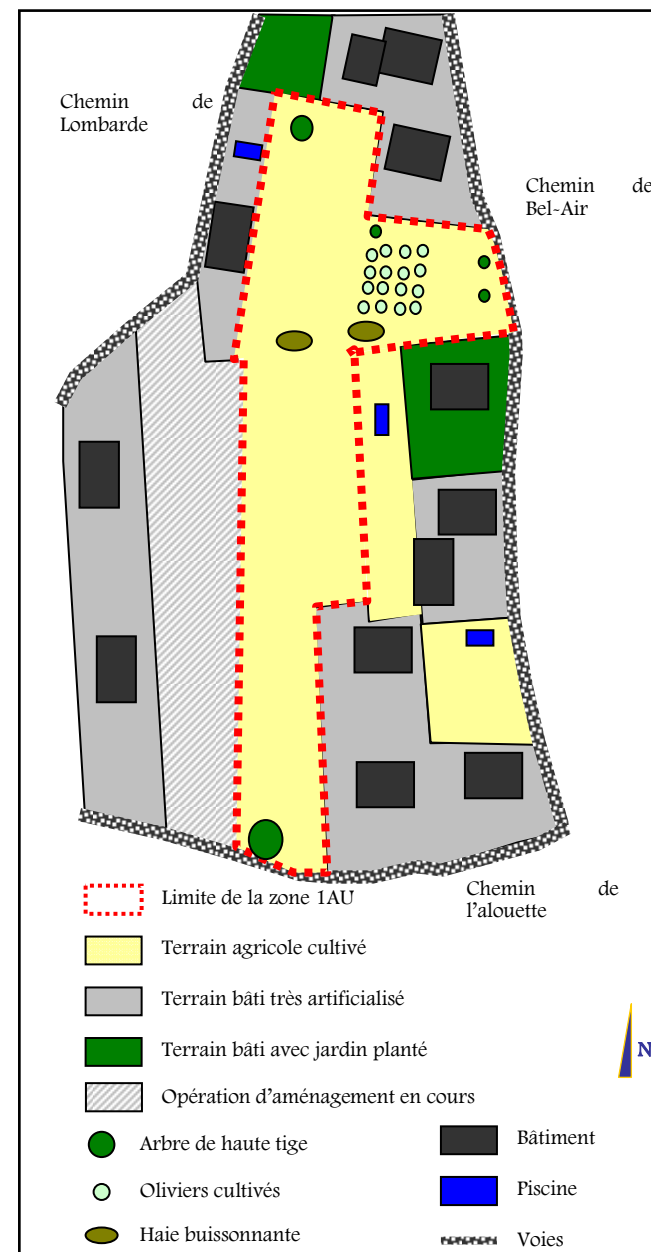 Chemin de
Lombarde
Chemin de
Bel-Air
Chemin de
l'alouette
Limite de la zone 1AU
Terrain agricole cultivé
Terrain bâti très artificialisé
Terrain bâti avec jardin planté
N
Opération d'aménagement en cours
Arbre de haute tige
Bâtiment
Oliviers cultivés
Piscine
Haie buissonnante
Voies